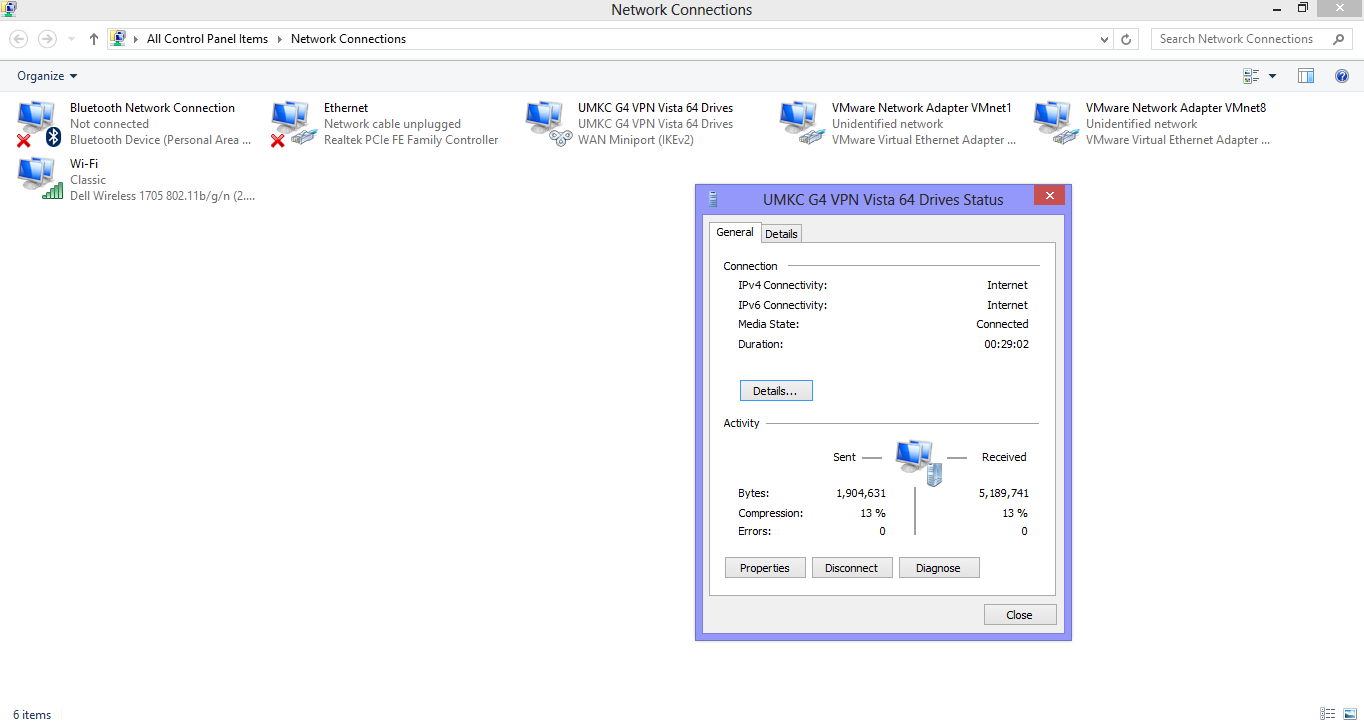 Network Connections
All Control Panel Items Network Connections
Search Network Connections
Organize
Bluetooth Network Connection
Not connected
Bluetooth Device (Personal Area ...
Ethernet
Network cable unplugged
Realtek PCIe FE Family Controller
UMKC G4 VPN Vista 64 Drives
UMKC G4 VPN Vista 64 Drives
WAN Miniport (IKEv2)
VMware Network Adapter VMnet1
Unidentified network
VMware Virtual Ethernet Adapter ...
VMware Network Adapter VMnet8
Unidentified network
VMware Virtual Ethernet Adapter ...
Wi-Fi
Classic
Dell Wireless 1705 802.11b/g/n (2....
UMKC G4 VPN Vista 64 Drives Status
General Details
Connection
IPv4 Connectivity: Internet
IPv6 Connectivity: Internet
Media State: Connected
Duration: 00:29:02
Details...
Activity
Sent Received
Bytes: 1,904,631 5,189,741
Compression: 13 % 13 %
Errors: 0 0
Properties Disconnect Diagnose
Close
6 items